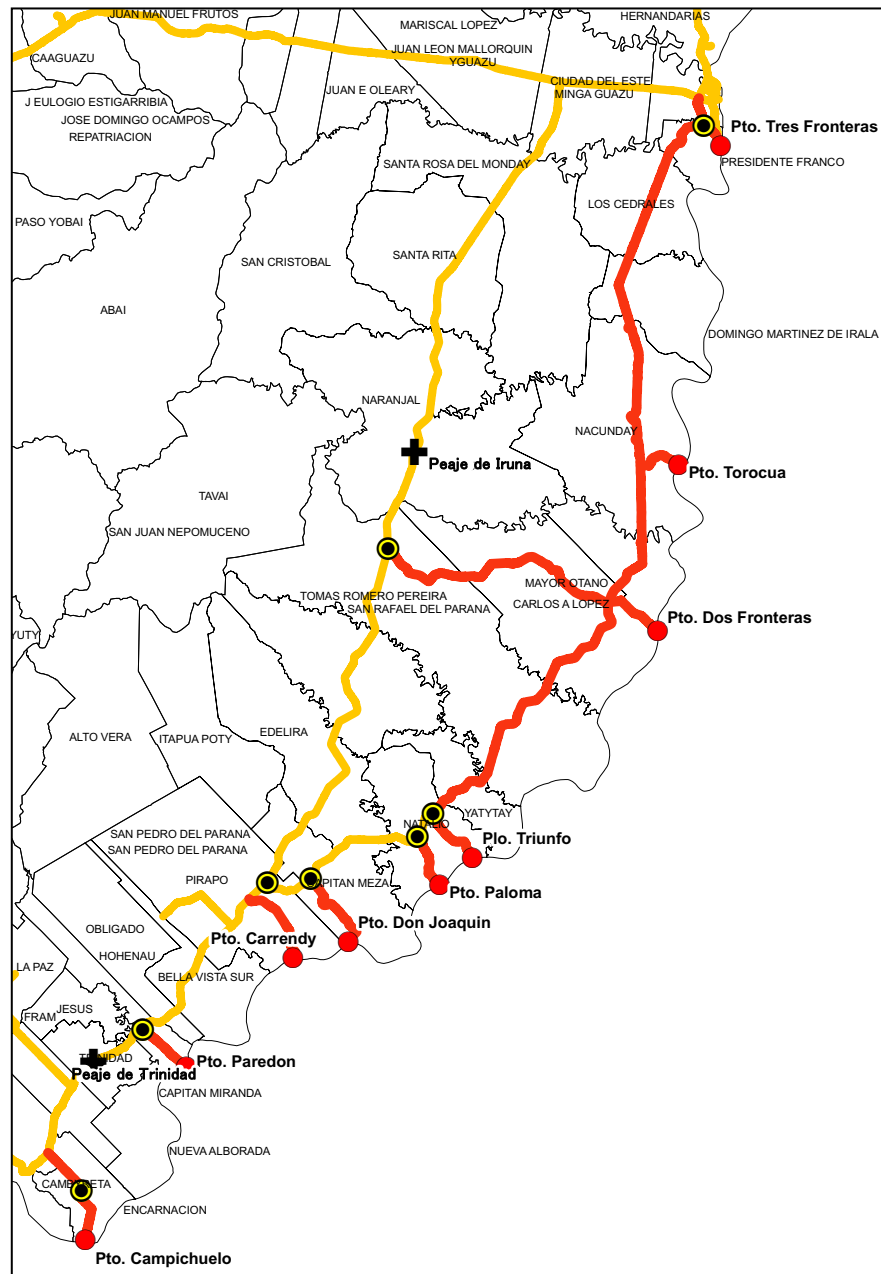 HERNANDARIAS
JUAN MANUEL FRUTOS
MARISCAL LOPEZ
JUAN LEON MALLORQUIN
CAAGUAZU
YGUAZU
CIUDAD DEL ESTE
JUAN E OLEARY
MINGA GUAZU
J EULOGIO ESTIGARRIBIA
JOSE DOMINGO OCAMPOS
Pto. Tres Fronteras
REPATRIACION
SANTA ROSA DEL MONDAY
PRESIDENTE FRANCO
LOS CEDRALES
PASO YOBAI
SANTA RITA
SAN CRISTOBAL
ABAI
DOMINGO MARTINEZ DE IRALA
NARANJAL
NACUNDAY
Peaje de Iruna
Pto. Torocua
TAVAI
SAN JUAN NEPOMUCENO
MAYOR OTANO
TOMAS ROMERO PEREIRA
CARLOS A LOPEZ
SAN RAFAEL DEL PARANA
Pto. Dos Fronteras
YUTY
EDELIRA
ALTO VERA
ITAPUA POTY
YATYTAY
NATALIO
SAN PEDRO DEL PARANA
Plo. Triunfo
SAN PEDRO DEL PARANA
PIRAPO
CAPITAN MEZA
Pto. Paloma
Pto. Don Joaquin
OBLIGADO
Pto. Carrendy
HOHENAU
LA PAZ
BELLA VISTA SUR
JESUS
FRAM
TRINIDAD
Pto. Paredon
Peaje de Trinidad
CAPITAN MIRANDA
NUEVA ALBORADA
CAMBYRETA
ENCARNACION
Pto. Campichuelo